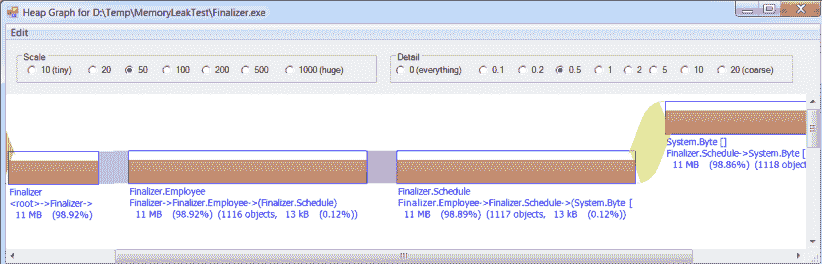 Heap Graph for D:\Temp\MemoryLeakTest\Finalizer.exe
Edit
Scale
10 (tiny) 20 50 100 200 500 1000 (huge)
Detail
0 (everything) 0.1 0.2 0.5 1 2 5 10 20 (coarse)
System.Byte []
Finalizer.Schedule->System.Byte [
11 MB (98.86%) (1118 objec
Finalizer
<root>->Finalizer->
11 MB (98.92%)
Finalizer.Employee
Finalizer->Finalizer.Employee->(Finalizer.Schedule)
11 MB (98.92%) (1116 objects, 13 kB (0.12%))
Finalizer.Schedule
Finalizer.Employee->Finalizer.Schedule->(System.Byte [
11 MB (98.89%) (1117 objects, 13 kB (0.12%))